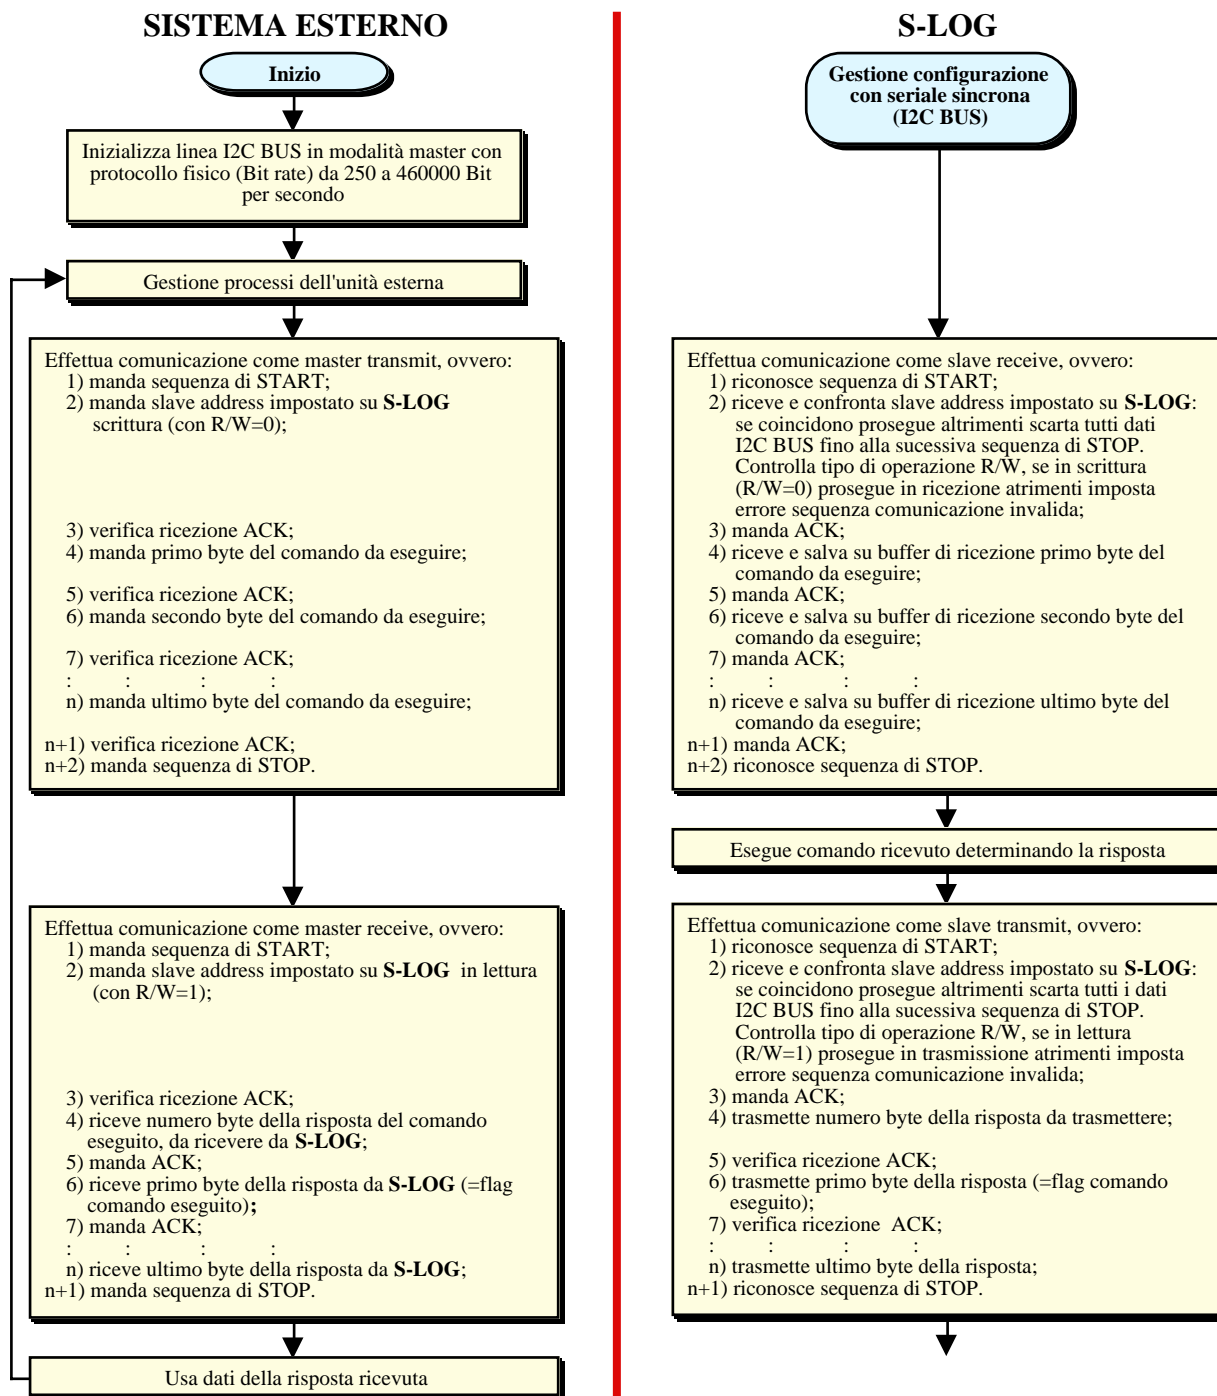 SISTEMA ESTERNO
Inizio
Inizializza linea I2C BUS in modalità master con
protocollo fisico (Bit rate) da 250 a 460000 Bit
per secondo
Gestione processi dell'unità esterna
Effettua comunicazione come master transmit, ovvero:
1) manda sequenza di START;
2) manda slave address impostato su S-LOG
scrittura (con R/W=0);
3) verifica ricezione ACK;
4) manda primo byte del comando da eseguire;
5) verifica ricezione ACK;
6) manda secondo byte del comando da eseguire;
7) verifica ricezione ACK;
: : : :
n) manda ultimo byte del comando da eseguire;
n+1) verifica ricezione ACK;
n+2) manda sequenza di STOP.
Effettua comunicazione come master receive, ovvero:
1) manda sequenza di START;
2) manda slave address impostato su S-LOG in lettura
(con R/W=1);
3) verifica ricezione ACK;
4) riceve numero byte della risposta del comando
eseguito, da ricevere da S-LOG;
5) manda ACK;
6) riceve primo byte della risposta da S-LOG (=flag
comando eseguito);
7) manda ACK;
: : : :
n) riceve ultimo byte della risposta da S-LOG;
n+1) manda sequenza di STOP.
Usa dati della risposta ricevuta
S-LOG
Gestione configurazione
con seriale sincrona
(I2C BUS)
Effettua comunicazione come slave receive, ovvero:
1) riconosce sequenza di START;
2) riceve e confronta slave address impostato su S-LOG:
se coincidono prosegue altrimenti scarta tutti dati
I2C BUS fino alla sucessiva sequenza di STOP.
Controlla tipo di operazione R/W, se in scrittura
(R/W=0) prosegue in ricezione atrimenti imposta
errore sequenza comunicazione invalida;
3) manda ACK;
4) riceve e salva su buffer di ricezione primo byte del
comando da eseguire;
5) manda ACK;
6) riceve e salva su buffer di ricezione secondo byte del
comando da eseguire;
7) manda ACK;
: : : :
n) riceve e salva su buffer di ricezione ultimo byte del
comando da eseguire;
n+1) manda ACK;
n+2) riconosce sequenza di STOP.
Esegue comando ricevuto determinando la risposta
Effettua comunicazione come slave transmit, ovvero:
1) riconosce sequenza di START;
2) riceve e confronta slave address impostato su S-LOG:
se coincidono prosegue altrimenti scarta tutti i dati
I2C BUS fino alla sucessiva sequenza di STOP.
Controlla tipo di operazione R/W, se in lettura
(R/W=1) prosegue in trasmissione atrimenti imposta
errore sequenza comunicazione invalida;
3) manda ACK;
4) trasmette numero byte della risposta da trasmettere;
5) verifica ricezione ACK;
6) trasmette primo byte della risposta (=flag comando
eseguito);
7) verifica ricezione ACK;
: : : :
n) trasmette ultimo byte della risposta;
n+1) riconosce sequenza di STOP.